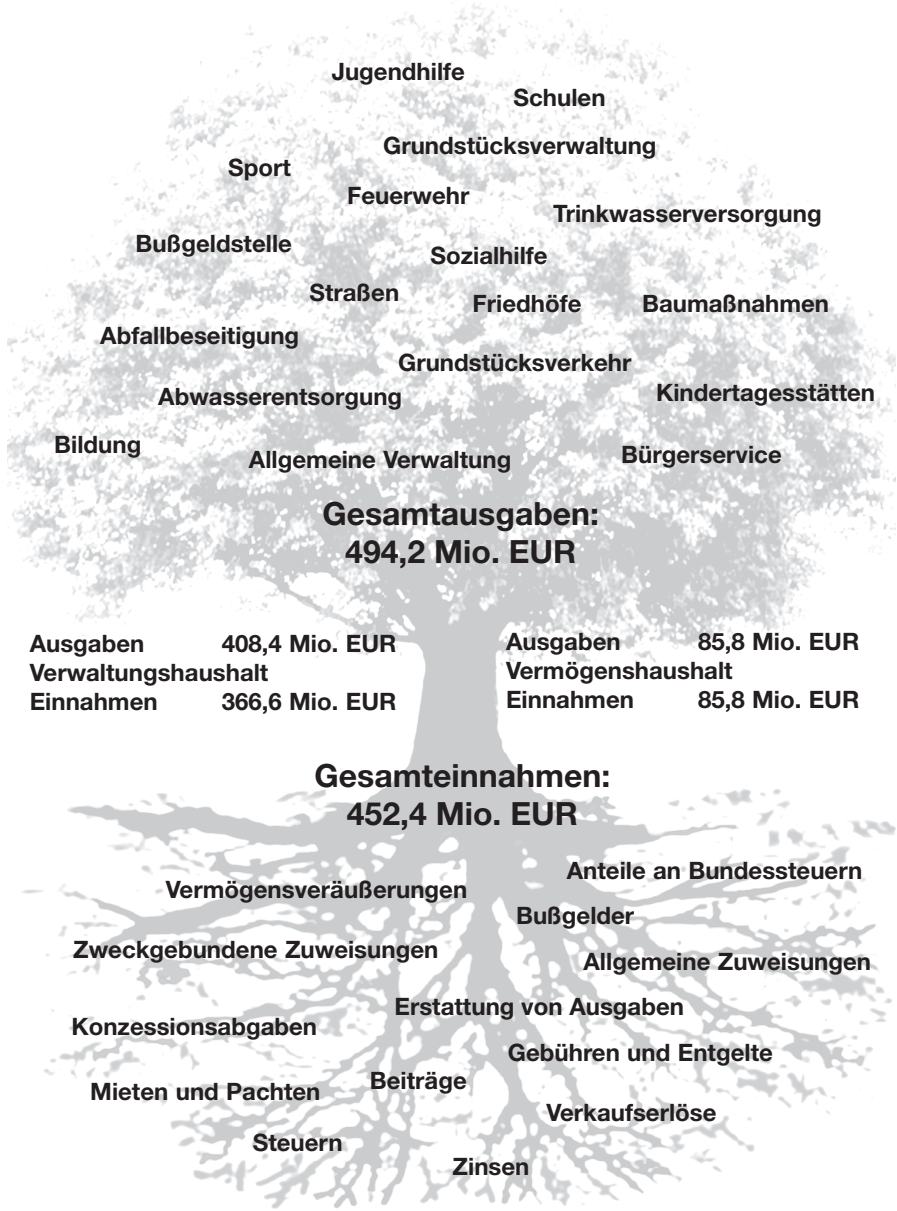 Jugendhilfe
Schulen
Grundstücksverwaltung
Sport
Feuerwehr
Trinkwasserversorgung
Bußgeldstelle
Sozialhilfe
Straßen
Friedhöfe
Baumaßnahmen
Abfallbeseitigung
Grundstücksverkehr
Kindertagesstätten
Abwasserentsorgung
Bildung
Allgemeine Verwaltung
Bürgerservice
Gesamtausgaben:
494,2 Mio. EUR
Ausgaben 408,4 Mio. EUR
Verwaltungshaushalt
Einnahmen 366,6 Mio. EUR
Ausgaben 85,8 Mio. EUR
Vermögenshaushalt
Einnahmen 85,8 Mio. EUR
Gesamteinnahmen:
452,4 Mio. EUR
Anteile an Bundessteuern
Vermögensveräußerungen
Bußgelder
Zweckgebundene Zuweisungen
Allgemeine Zuweisungen
Erstattung von Ausgaben
Konzessionsabgaben
Gebühren und Entgelte
Beiträge
Mieten und Pachten
Verkaufserlöse
Steuern
Zinsen